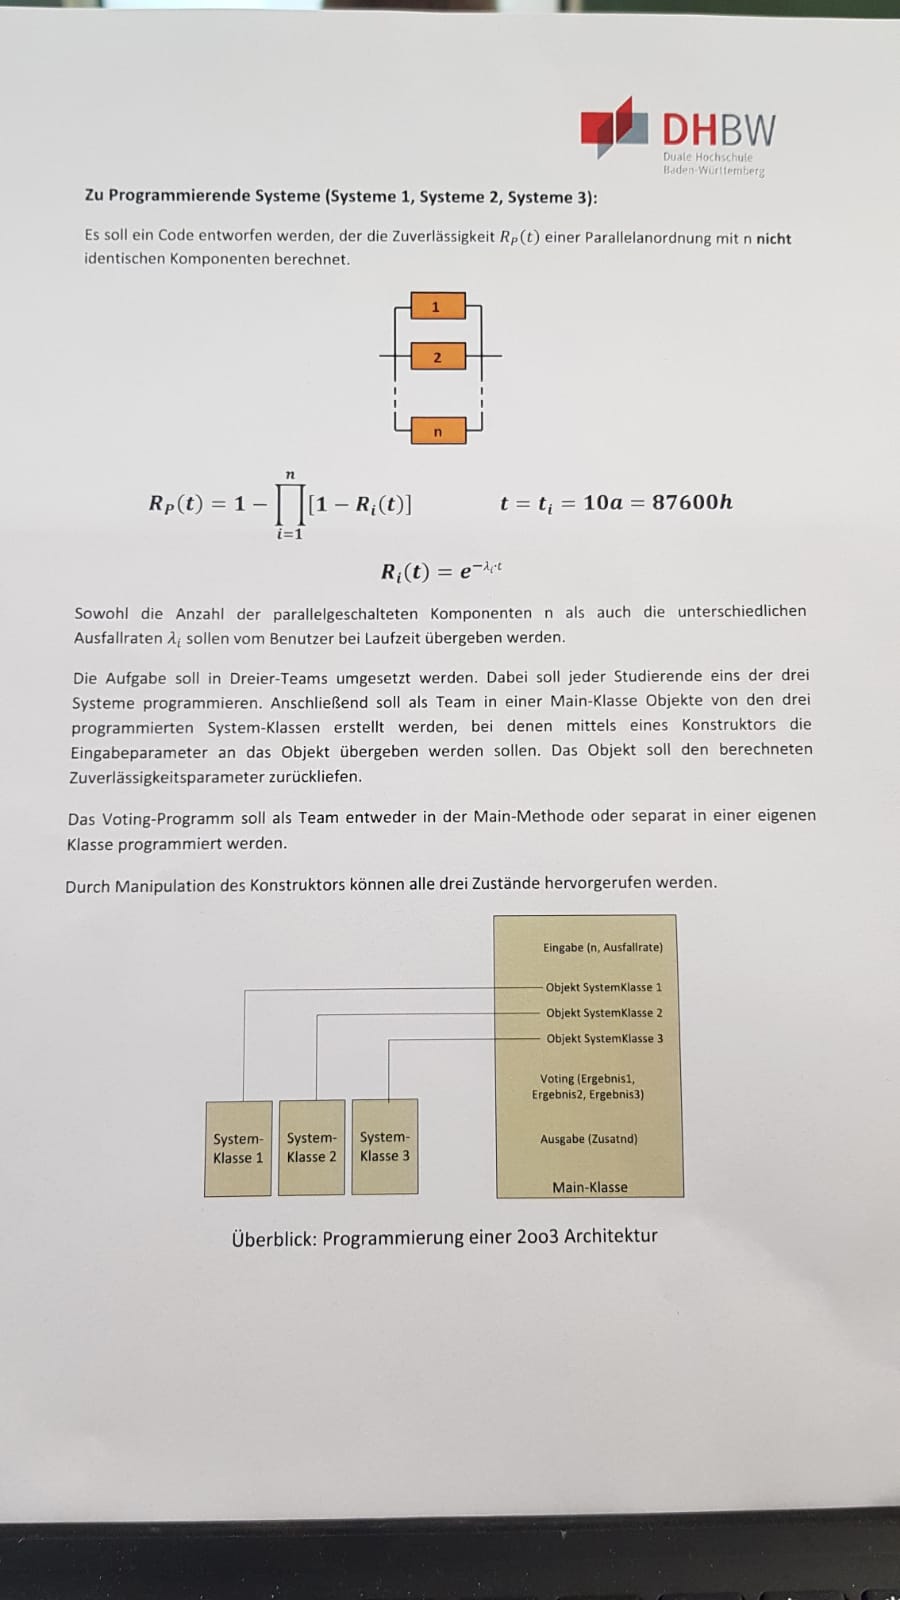 DHBW
Duale Hochschule
Baden-Württemberg
Zu Programmierende Systeme (Systeme 1, Systeme 2, Systeme 3):
Es soll ein Code entworfen werden, der die Zuverlässigkeit R_P(t) einer Parallelanordnung mit n nicht
identischen Komponenten berechnet.
1
2
n
R_P(t) = 1 − ∏_{i=1}^{n} [1 − R_i(t)]   t = t_i = 10a = 87600h
R_i(t) = e^{−λ_i·t}
Sowohl die Anzahl der parallelgeschalteten Komponenten n als auch die unterschiedlichen
Ausfallraten λ_i sollen vom Benutzer bei Laufzeit übergeben werden.
Die Aufgabe soll in Dreier-Teams umgesetzt werden. Dabei soll jeder Studierende eins der drei
Systeme programmieren. Anschließend soll als Team in einer Main-Klasse Objekte von den drei
programmierten System-Klassen erstellt werden, bei denen mittels eines Konstruktors die
Eingabeparameter an das Objekt übergeben werden sollen. Das Objekt soll den berechneten
Zuverlässigkeitsparameter zurückliefen.
Das Voting-Programm soll als Team entweder in der Main-Methode oder separat in einer eigenen
Klasse programmiert werden.
Durch Manipulation des Konstruktors können alle drei Zustände hervorgerufen werden.
Eingabe (n, Ausfallrate)
Objekt SystemKlasse 1
Objekt SystemKlasse 2
Objekt SystemKlasse 3
Voting (Ergebnis1,
Ergebnis2, Ergebnis3)
Ausgabe (Zusatnd)
Main-Klasse
System-
Klasse 1
System-
Klasse 2
System-
Klasse 3
Überblick: Programmierung einer 2oo3 Architektur